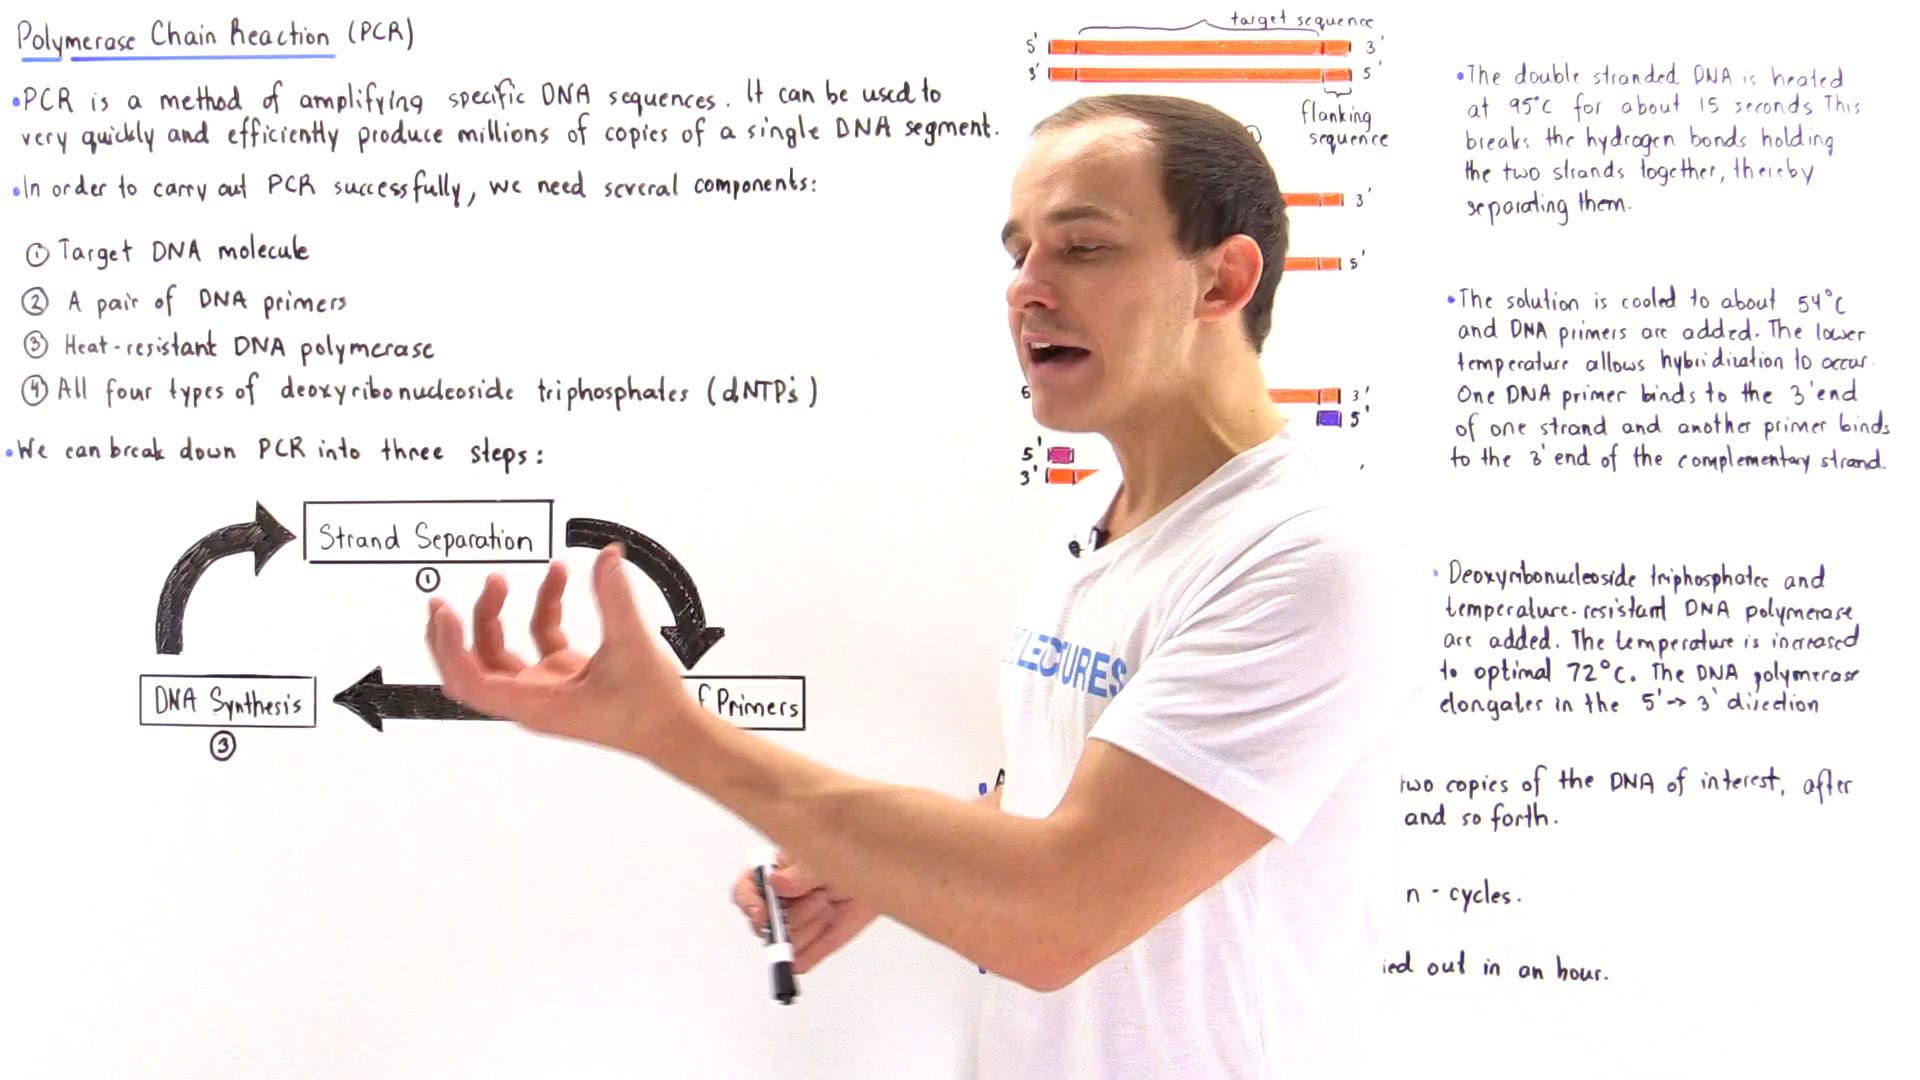 Polymerase Chain Reaction (PCR)
•PCR is a method of amplifying specific DNA sequences. It can be used to
very quickly and efficiently produce millions of copies of a single DNA segment.
•In order to carry out PCR successfully, we need several components:
① Target DNA molecule
② A pair of DNA primers
③ Heat-resistant DNA polymerase
④ All four types of deoxyribonucleoside triphosphates (dNTP's)
•We can break down PCR into three steps:
Strand Separation
①
DNA Synthesis
③
f Primers
target sequence
5' 3'
3' 5'
flanking
sequence
3'
5'
3'
5'
5'
3'
LECTURES
•The double stranded DNA is heated
at 95°C for about 15 seconds This
breaks the hydrogen bonds holding
the two strands together, thereby
separating them.
•The solution is cooled to about 54°C
and DNA primers are added. The lower
temperature allows hybridization to occur.
One DNA primer binds to the 3' end
of one strand and another primer binds
to the 3' end of the complementary strand.
• Deoxyribonucleoside triphosphates and
temperature-resistant DNA polymerase
are added. The temperature is increased
to optimal 72°C. The DNA polymerase
elongates in the 5'→3' direction
two copies of the DNA of interest, after
and so forth.
n-cycles.
ied out in an hour.